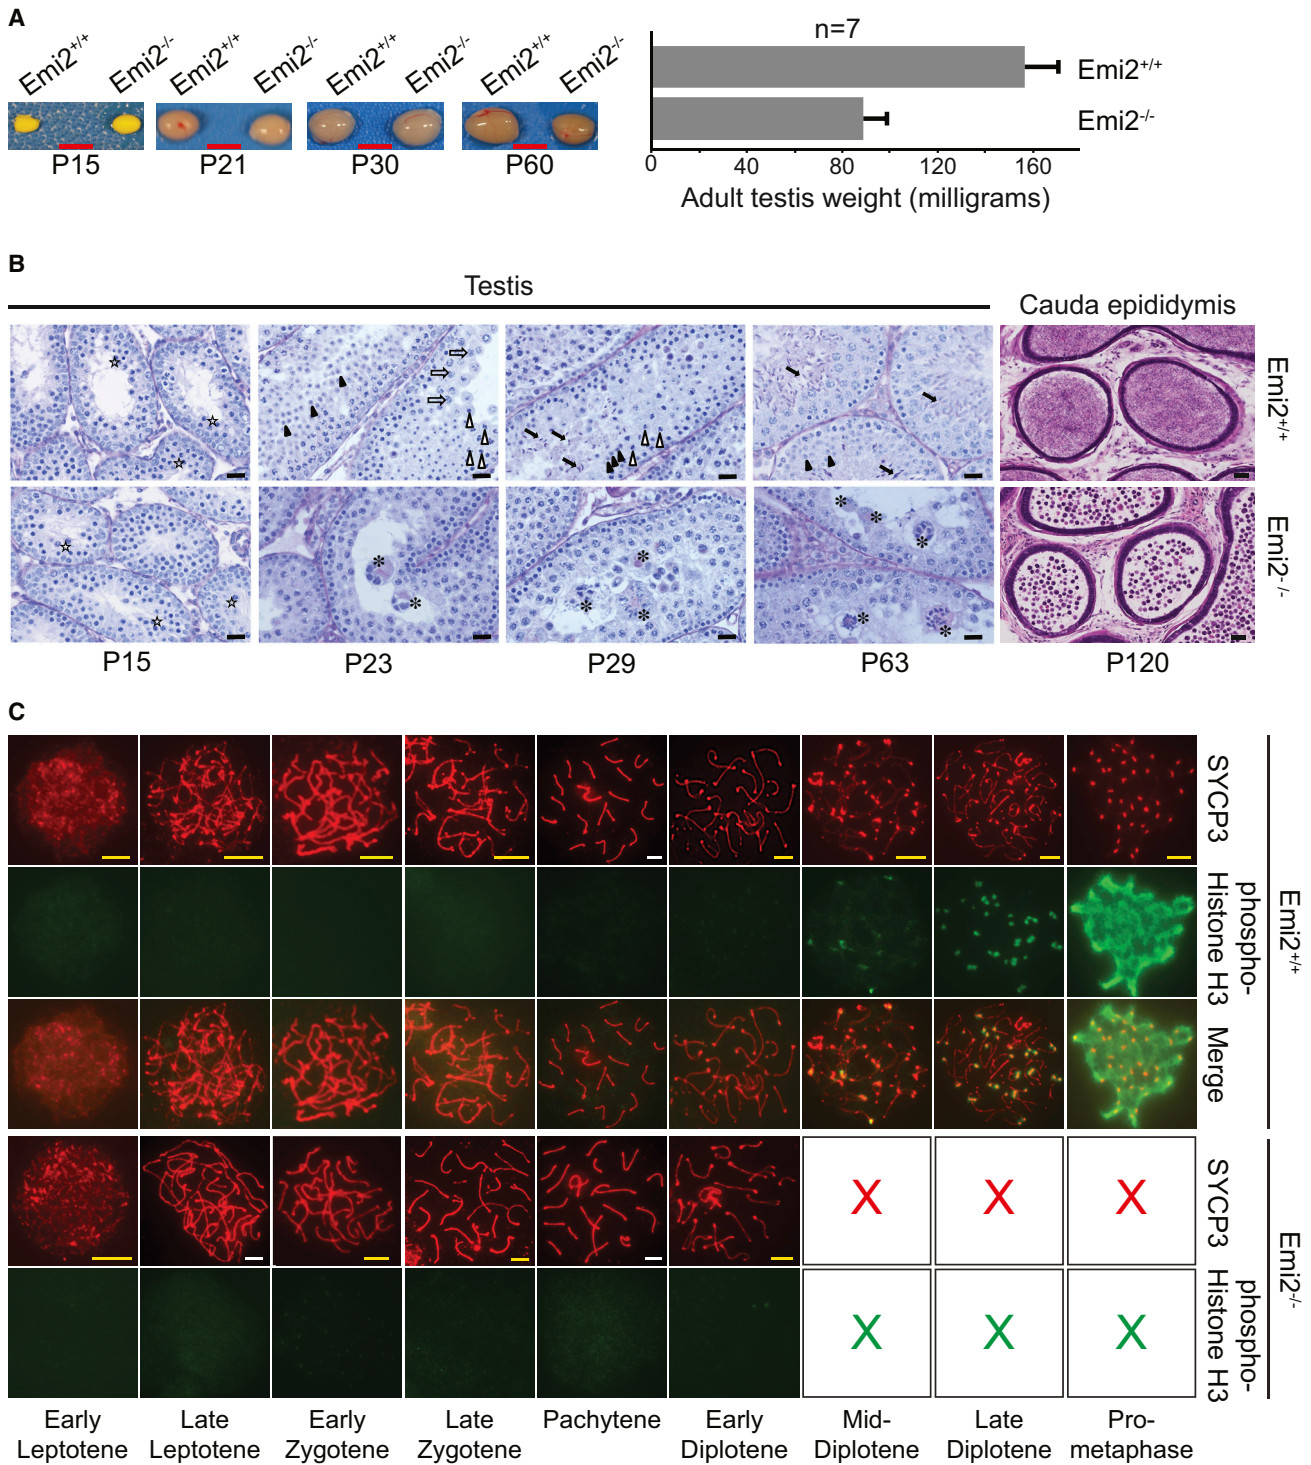 A
Emi2+/+ Emi2-/- Emi2+/+ Emi2-/- Emi2+/+ Emi2-/- Emi2+/+ Emi2-/-
P15 P21 P30 P60
n=7
Emi2+/+
Emi2-/-
0 40 80 120 160
Adult testis weight (milligrams)
B
Testis
Cauda epididymis
Emi2+/+
Emi2-/-
P15 P23 P29 P63 P120
C
SYCP3
phospho-
Histone H3
Merge
Emi2+/+
SYCP3
phospho-
Histone H3
Emi2-/-
X X X
X X X
Early
Leptotene
Late
Leptotene
Early
Zygotene
Late
Zygotene
Pachytene
Early
Diplotene
Mid-
Diplotene
Late
Diplotene
Pro-
metaphase